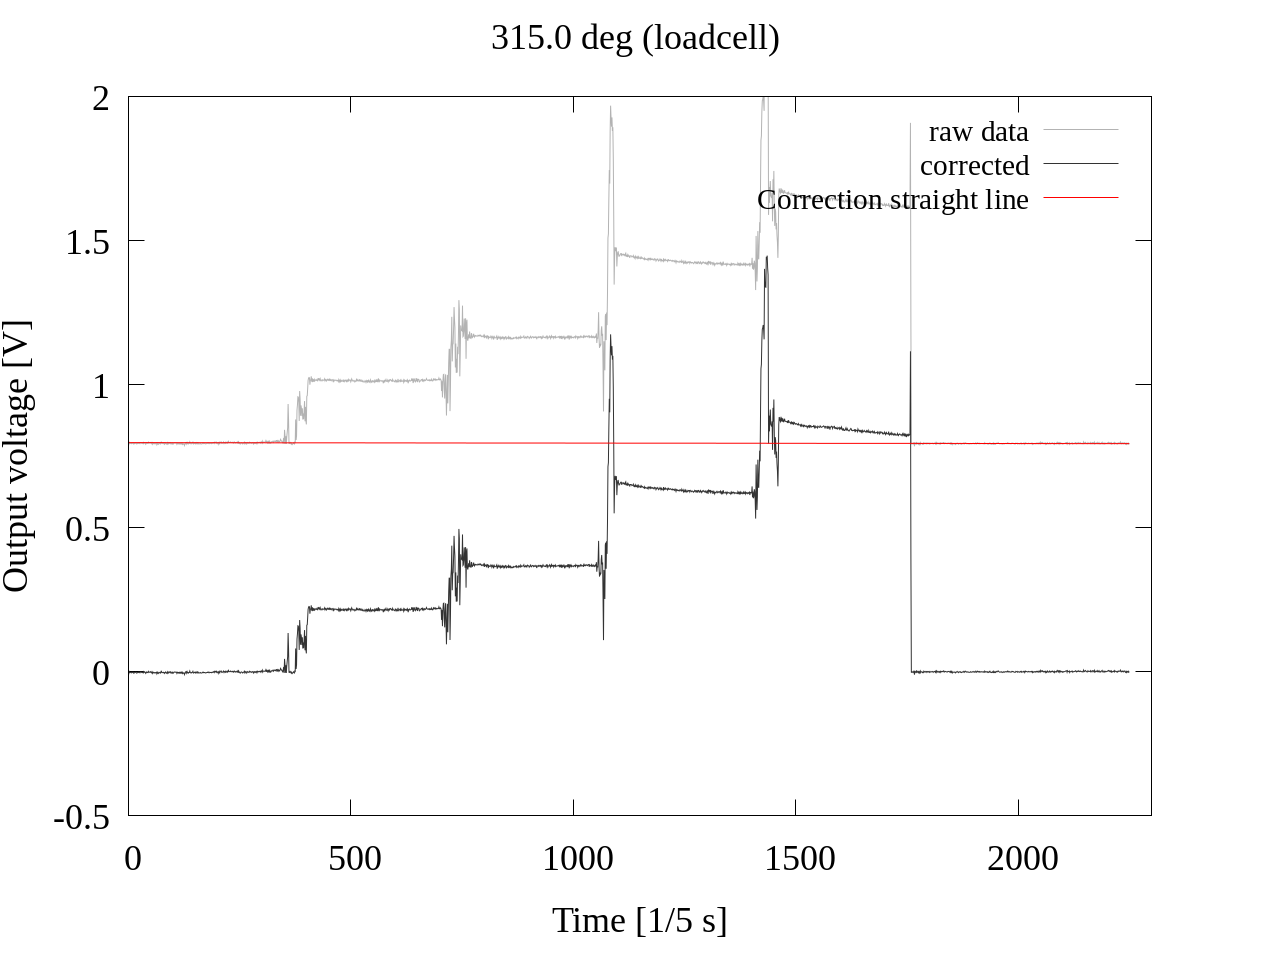 315.0 deg (loadcell)
2
raw data
corrected
Correction straight line
1.5
1
0.5
0
-0.5
Output voltage [V]
0 500 1000 1500 2000
Time [1/5 s]